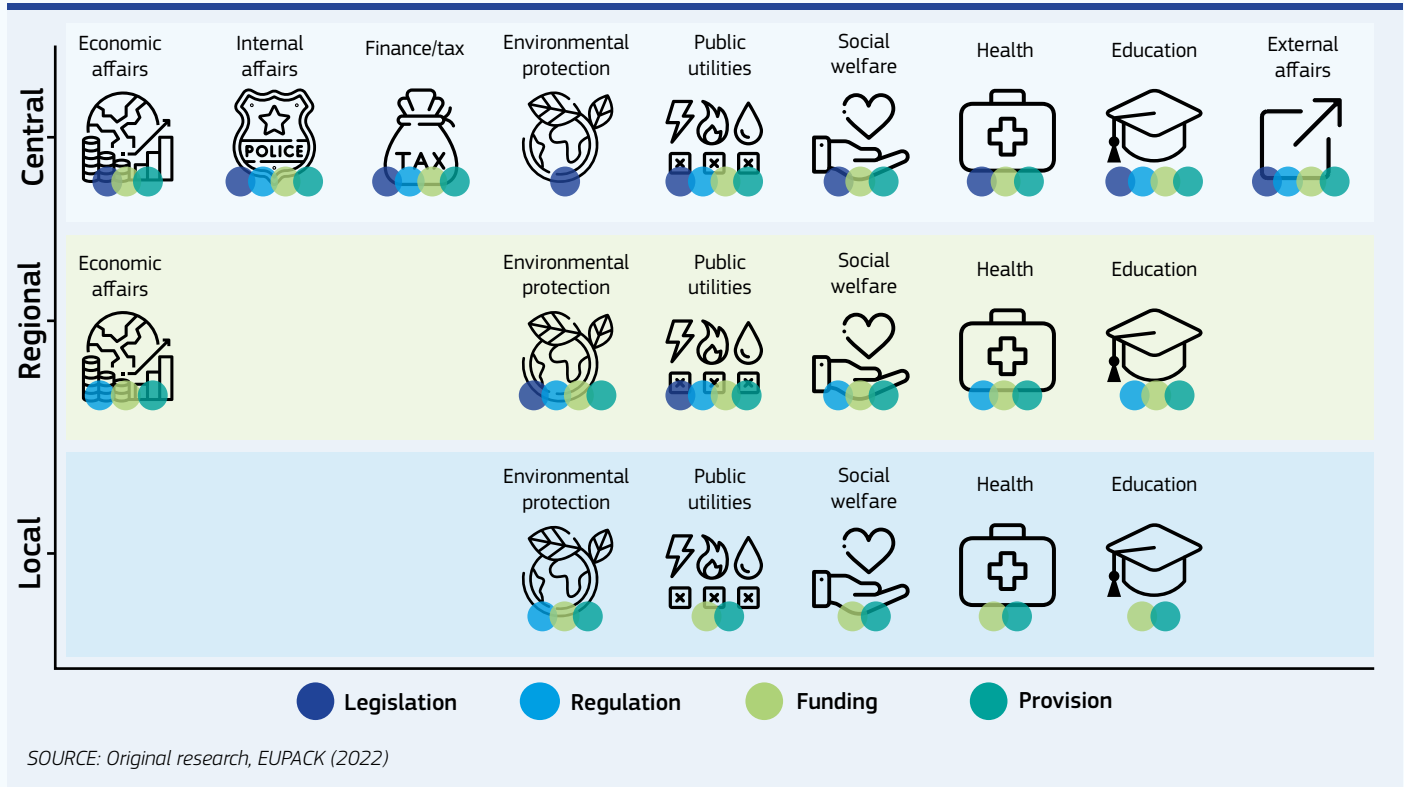 Central
Economic
affairs
Internal
affairs
Finance/tax
Environmental
protection
Public
utilities
Social
welfare
Health
Education
External
affairs
POLICE
TAX
Regional
Economic
affairs
Environmental
protection
Public
utilities
Social
welfare
Health
Education
Local
Environmental
protection
Public
utilities
Social
welfare
Health
Education
Legislation
Regulation
Funding
Provision
SOURCE: Original research, EUPACK (2022)